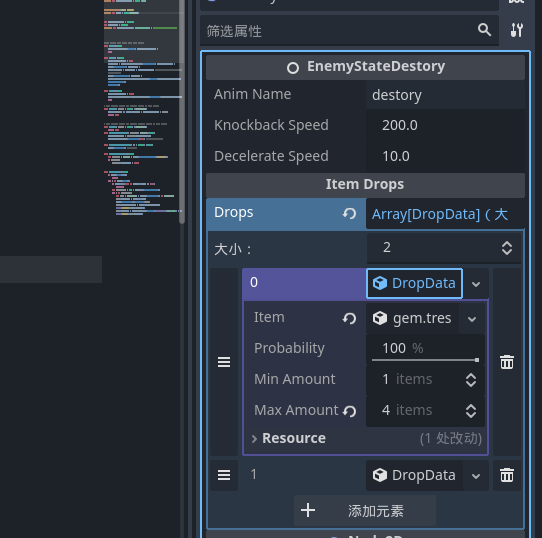 筛选属性
EnemyStateDestory
Anim Name destory
Knockback Speed 200.0
Decelerate Speed 10.0
Item Drops
Drops Array[DropData]（大
大小： 2
0 DropData
Item gem.tres
Probability 100 %
Min Amount 1 items
Max Amount 4 items
Resource (1 处改动)
1 DropData
添加元素